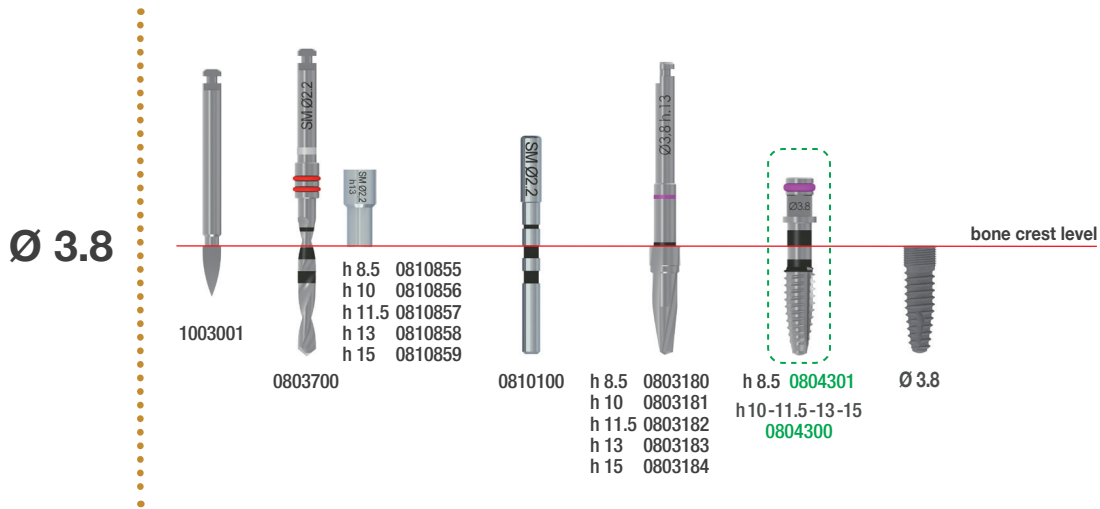 Ø 3.8
SM Ø2.2
SM Ø2.2
h13
SM Ø2.2
Ø3.8 h.13
Ø3.8
bone crest level
1003001
0803700
h 8.5 0810855
h 10 0810856
h 11.5 0810857
h 13 0810858
h 15 0810859
0810100
h 8.5 0803180
h 10 0803181
h 11.5 0803182
h 13 0803183
h 15 0803184
h 8.5 0804301
h 10-11.5-13-15
0804300
Ø 3.8